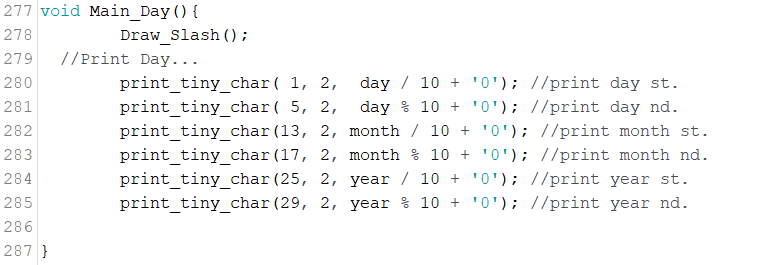 277 void Main_Day(){
278         Draw_Slash();
279   //Print Day...
280         print_tiny_char( 1, 2,  day / 10 + '0'); //print day st.
281         print_tiny_char( 5, 2,  day % 10 + '0'); //print day nd.
282         print_tiny_char(13, 2, month / 10 + '0'); //print month st.
283         print_tiny_char(17, 2, month % 10 + '0'); //print month nd.
284         print_tiny_char(25, 2, year / 10 + '0'); //print year st.
285         print_tiny_char(29, 2, year % 10 + '0'); //print year nd.
286
287 }